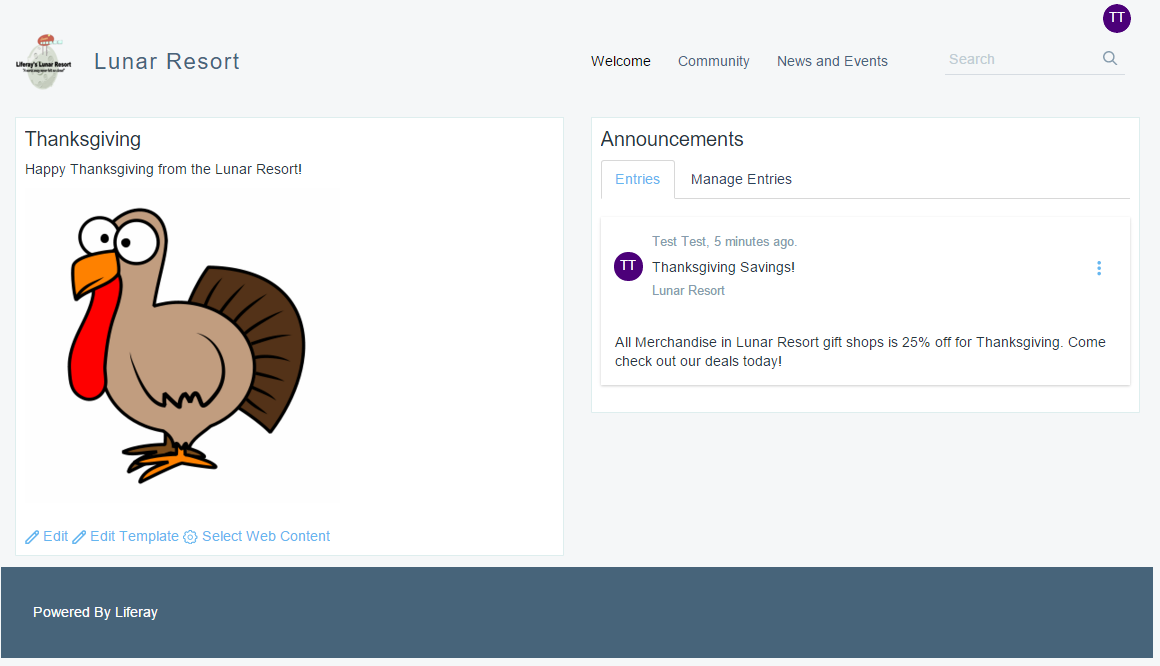 TT
Liferay's Lunar Resort
Lunar Resort
Welcome
Community
News and Events
Search
Thanksgiving
Happy Thanksgiving from the Lunar Resort!
Edit
Edit Template
Select Web Content
Announcements
Entries
Manage Entries
Test Test, 5 minutes ago.
TT
Thanksgiving Savings!
Lunar Resort
All Merchandise in Lunar Resort gift shops is 25% off for Thanksgiving. Come
check out our deals today!
Powered By Liferay